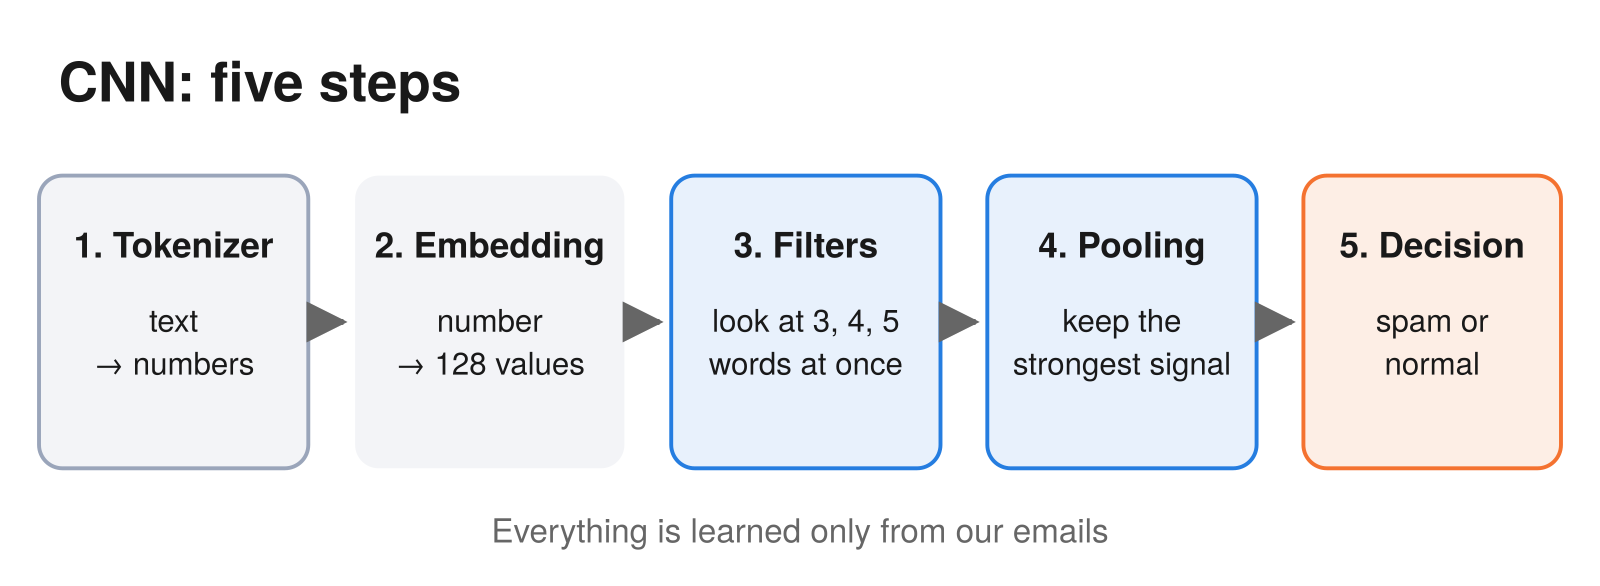 CNN: five steps
1. Tokenizer
text
→ numbers
2. Embedding
number
→ 128 values
3. Filters
look at 3, 4, 5
words at once
4. Pooling
keep the
strongest signal
5. Decision
spam or
normal
Everything is learned only from our emails